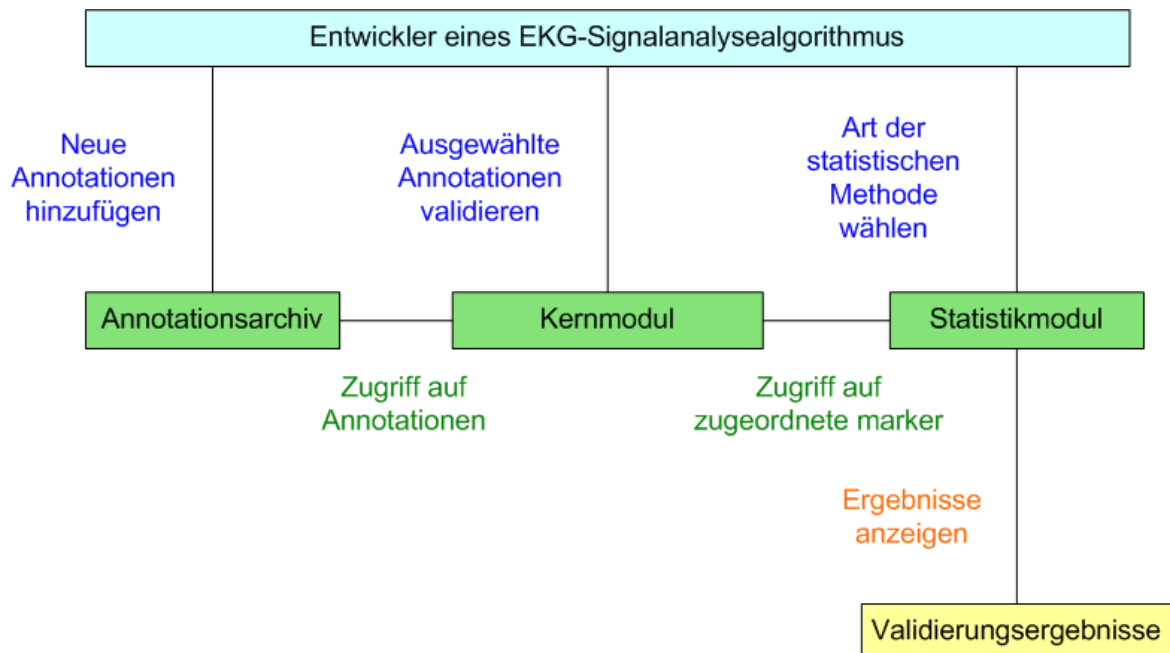 Entwickler eines EKG-Signalanalysealgorithmus
Neue
Annotationen
hinzufügen
Ausgewählte
Annotationen
validieren
Art der
statistischen
Methode
wählen
Annotationsarchiv
Kernmodul
Statistikmodul
Zugriff auf
Annotationen
Zugriff auf
zugeordnete marker
Ergebnisse
anzeigen
Validierungsergebnisse